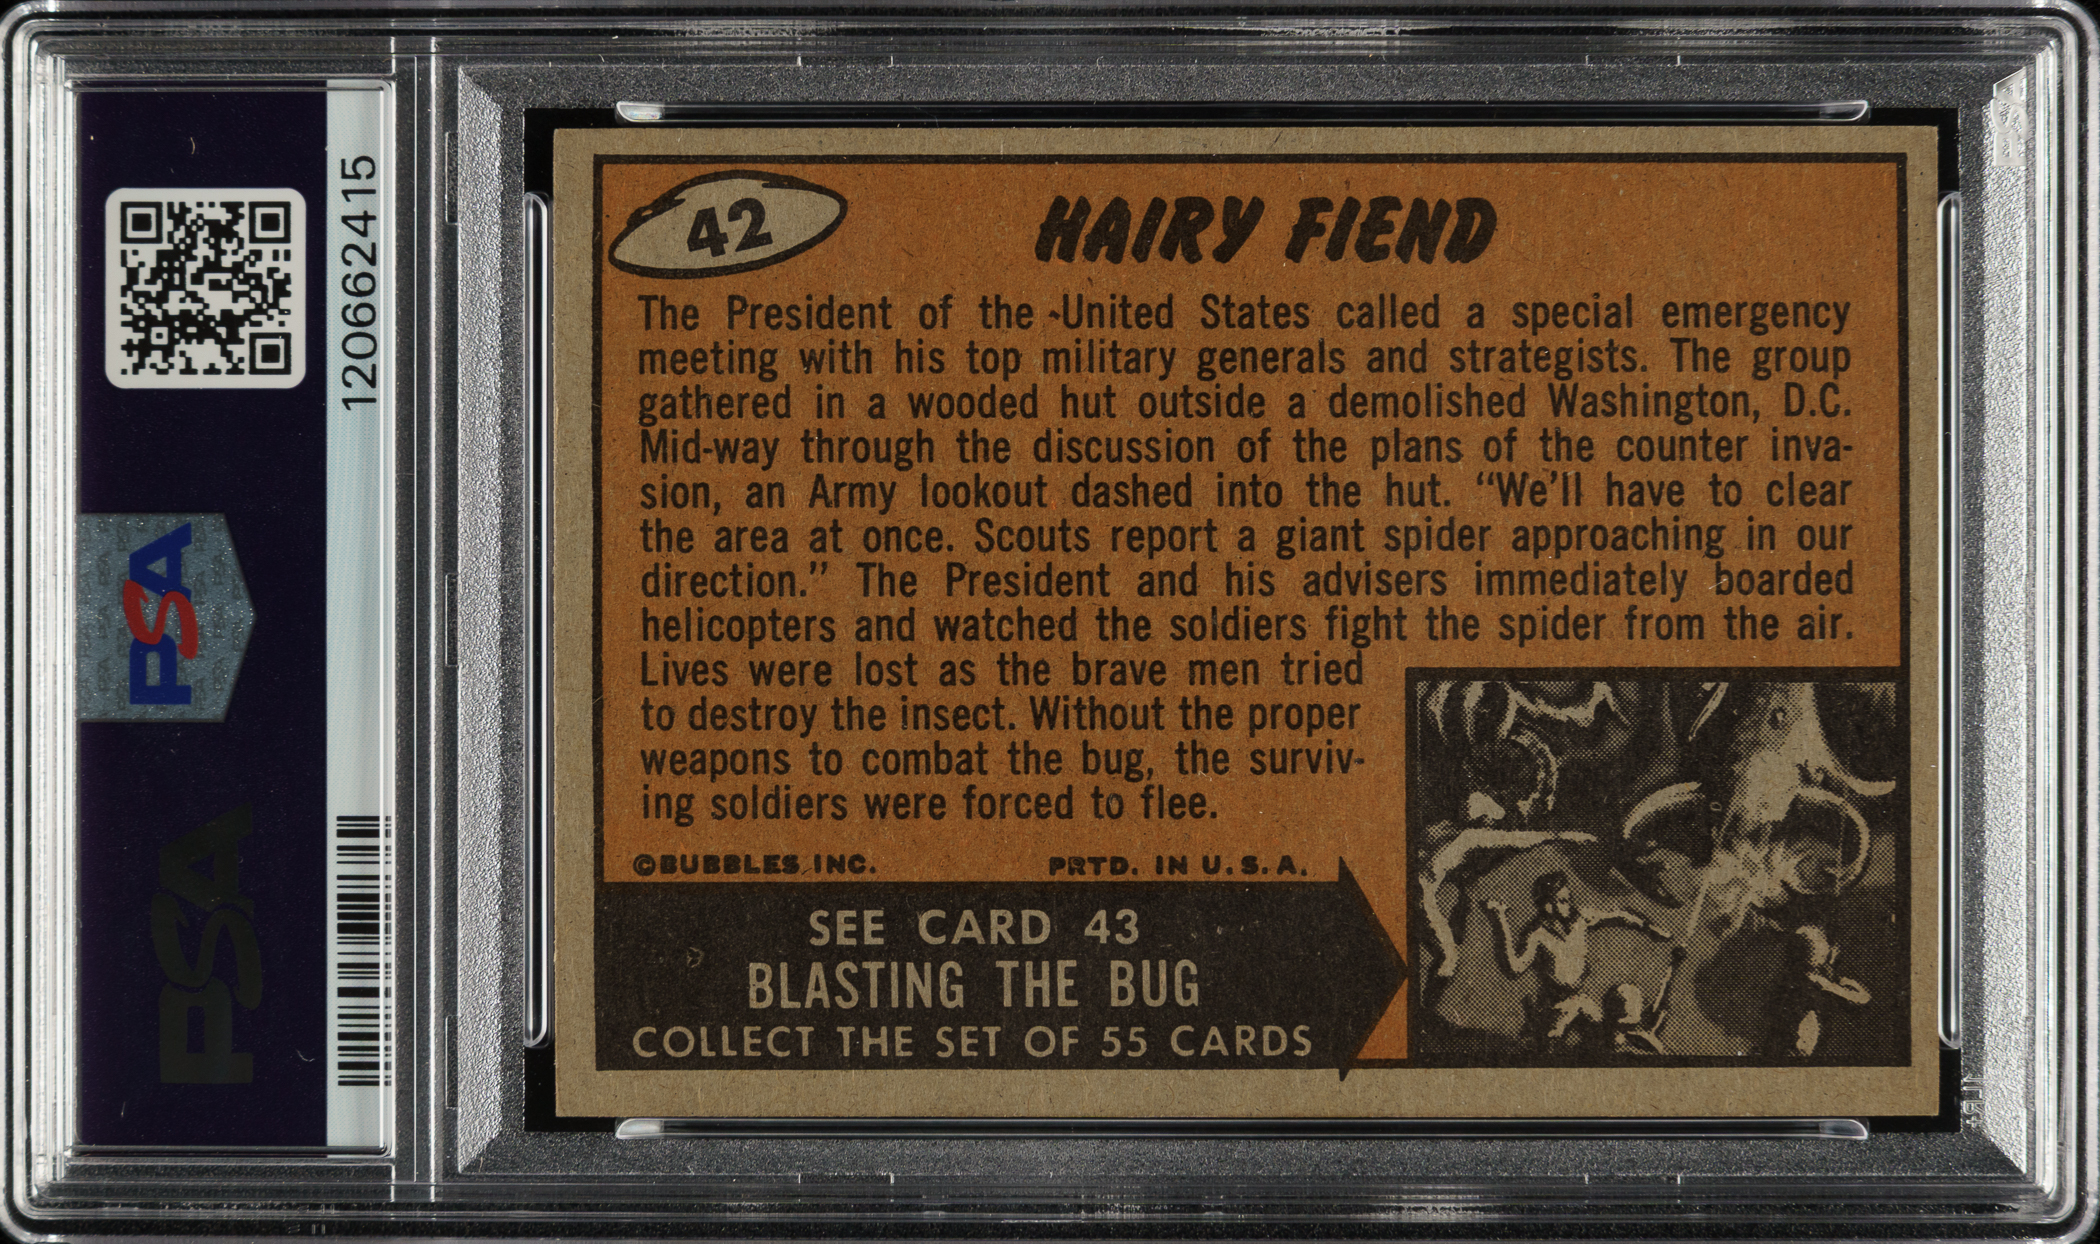 120662415
PSA
PSA
42
HAIRY FIEND
The President of the United States called a special emergency
meeting with his top military generals and strategists. The group
gathered in a wooded hut outside a demolished Washington, D.C.
Mid-way through the discussion of the plans of the counter inva-
sion, an Army lookout dashed into the hut. “We’ll have to clear
the area at once. Scouts report a giant spider approaching in our
direction.” The President and his advisers immediately boarded
helicopters and watched the soldiers fight the spider from the air.
Lives were lost as the brave men tried
to destroy the insect. Without the proper
weapons to combat the bug, the surviv-
ing soldiers were forced to flee.
©BUBBLES INC. PRTD. IN U.S.A.
SEE CARD 43
BLASTING THE BUG
COLLECT THE SET OF 55 CARDS